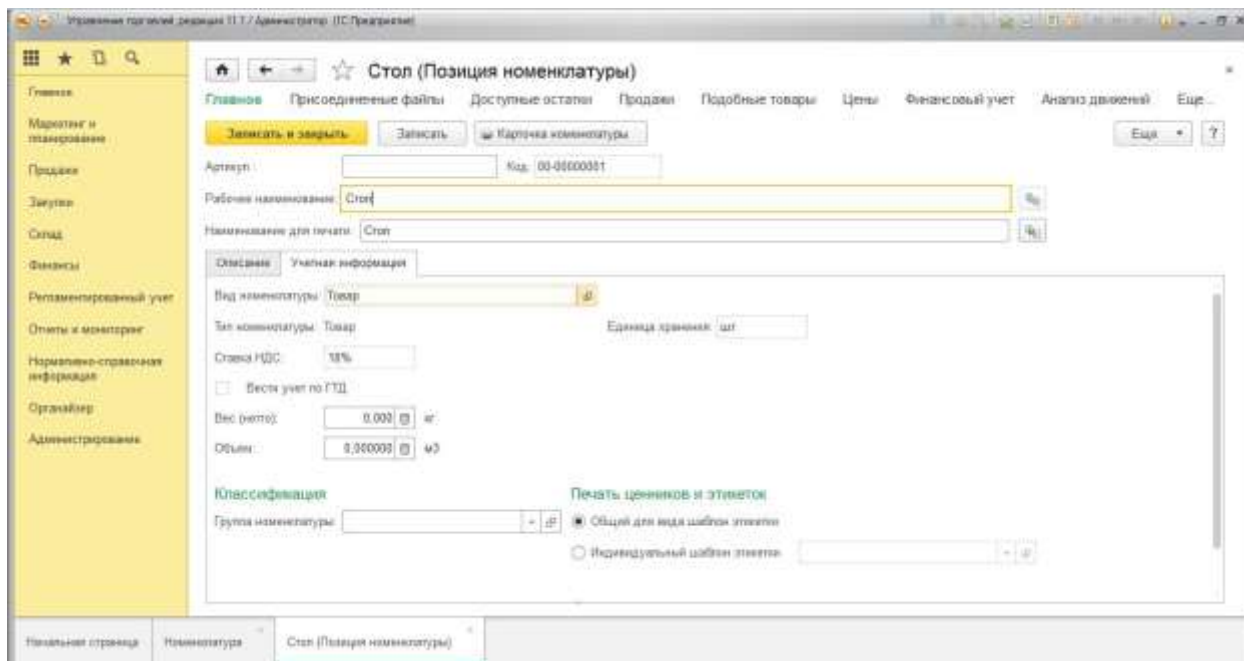 Управление торговлей, редакция 11.1 / Администратор (1С:Предприятие)
Главное
Маркетинг и
планирование
Продажи
Закупки
Склад
Финансы
Регламентированный учет
Отчеты и мониторинг
Нормативно-справочная
информация
Органайзер
Администрирование
Стол (Позиция номенклатуры)
Главное Присоединенные файлы Доступные остатки Продажи Подобные товары Цены Финансовый учет Анализ движений Еще...
Записать и закрыть Записать Карточка номенклатуры Еще ?
Артикул: Код: 00-00000001
Рабочее наименование: Стол
Наименование для печати: Стол
Описание Учетная информация
Вид номенклатуры: Товар
Тип номенклатуры: Товар Единица хранения: шт
Ставка НДС: 18%
Вести учет по ГТД
Вес (нетто): 0,000 кг
Объем: 0,000000 м3
Классификация Печать ценников и этикеток
Группа номенклатуры: Общий для вида шаблон этикетки
Индивидуальный шаблон этикетки
Начальная страница Номенклатура Стол (Позиция номенклатуры)